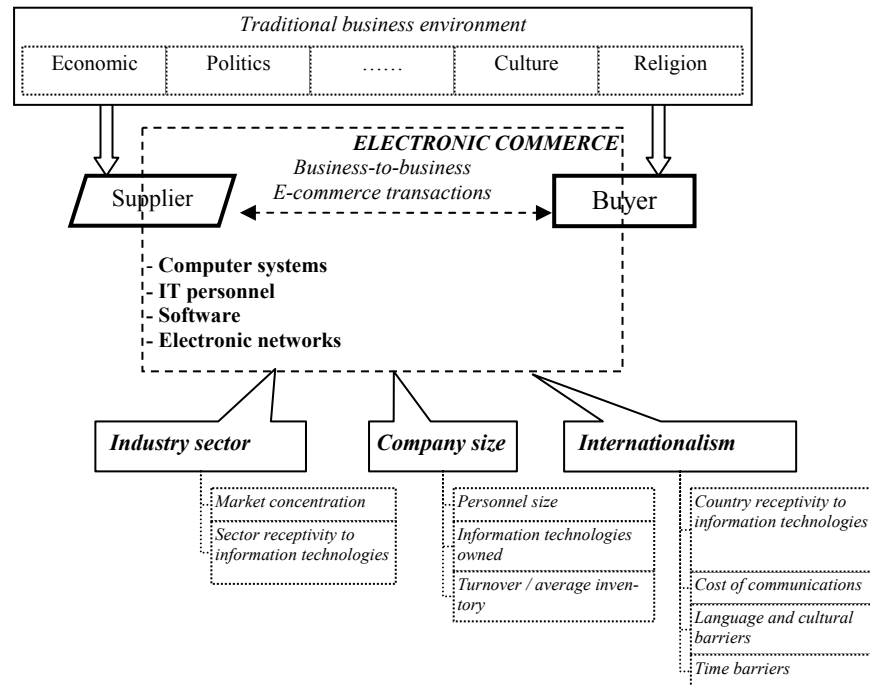 Traditional business environment
Economic
Politics
……
Culture
Religion
ELECTRONIC COMMERCE
Business-to-business
E-commerce transactions
Supplier
Buyer
- Computer systems
- IT personnel
- Software
- Electronic networks
Industry sector
Company size
Internationalism
Market concentration
Sector receptivity to
information technologies
Personnel size
Information technologies
owned
Turnover / average inven-
tory
Country receptivity to
information technologies
Cost of communications
Language and cultural
barriers
Time barriers